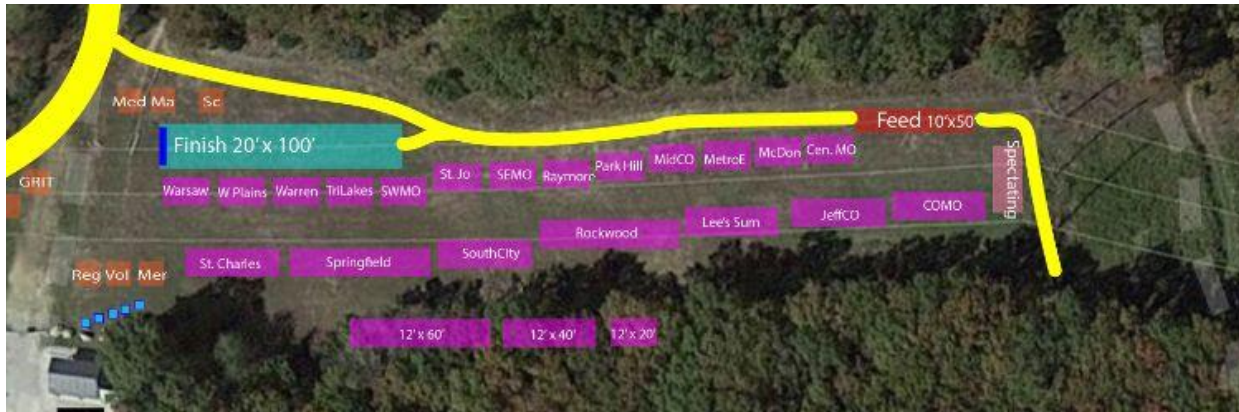 Med Ma Sc
Finish 20' x 100'
Feed 10'x50'
GRIT
Warsaw W Plains Warren TriLakes SWMO St. Jo SEMO Raymore Park Hill MidCO MetroE McDon Cen. MO
Spectating
St. Charles Springfield SouthCity Rockwood Lee's Sum JeffCO COMO
Reg Vol Mer
12' x 60' 12' x 40' 12' x 20'